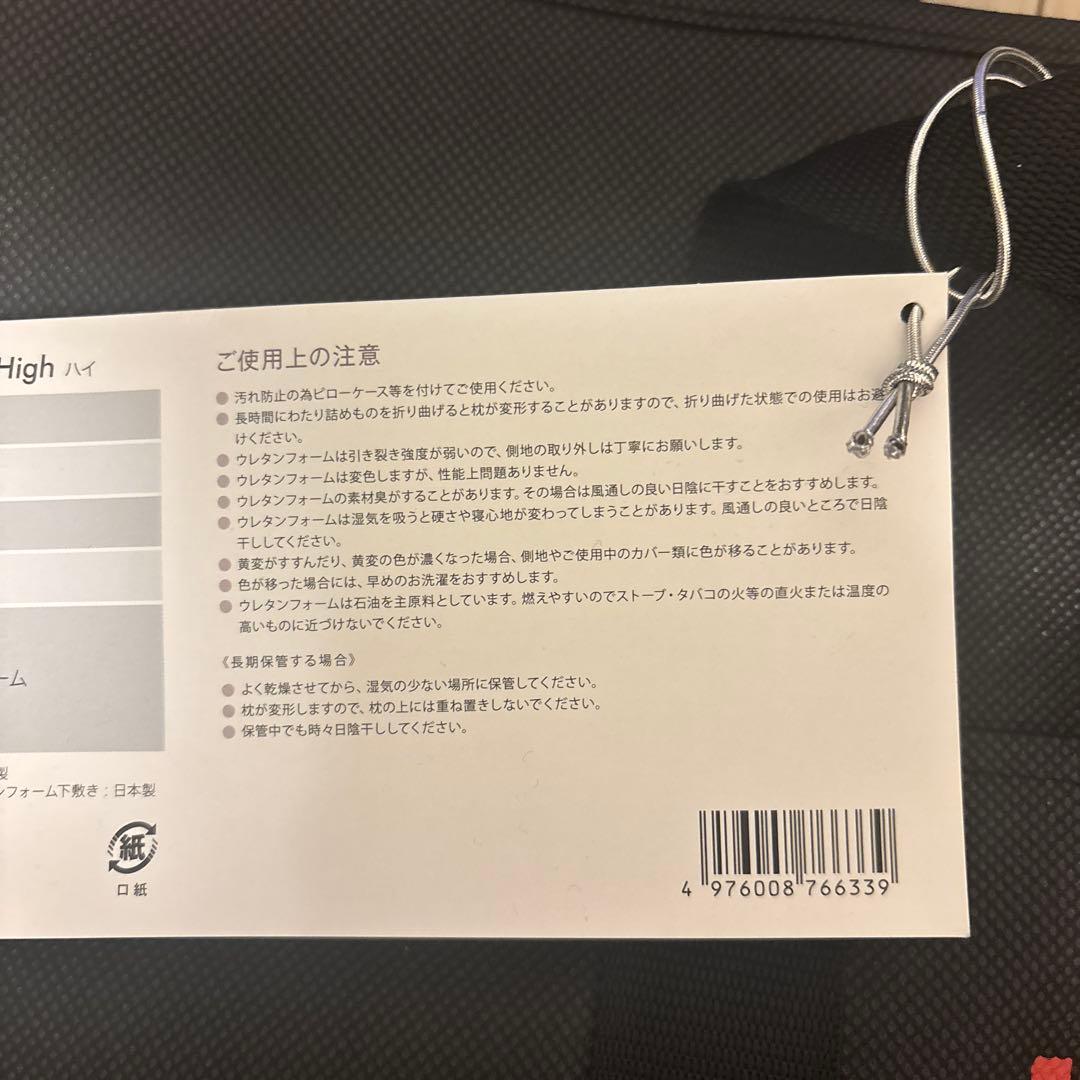 High ハイ
ーム
製
ンフォーム下敷き：日本製
紙
口紙
ご使用上の注意
●汚れ防止の為ピローケース等を付けてご使用ください。
●長時間にわたり詰めものを折り曲げると枕が変形することがありますので、折り曲げた状態での使用はお避
けください。
●ウレタンフォームは引き裂き強度が弱いので、側地の取り外しは丁寧にお願いします。
●ウレタンフォームは変色しますが、性能上問題ありません。
●ウレタンフォームの素材臭がすることがあります。その場合は風通しの良い日陰に干すことをおすすめします。
●ウレタンフォームは湿気を吸うと硬さや寝心地が変わってしまうことがあります。風通しの良いところで日陰
干ししてください。
●黄変がすすんだり、黄変の色が濃くなった場合、側地やご使用中のカバー類に色が移ることがあります。
●色が移った場合には、早めのお洗濯をおすすめします。
●ウレタンフォームは石油を主原料としています。燃えやすいのでストーブ・タバコの火等の直火または温度の
高いものに近づけないでください。
《長期保管する場合》
●よく乾燥させてから、湿気の少ない場所に保管してください。
●枕が変形しますので、枕の上には重ね置きしないでください。
●保管中でも時々日陰干ししてください。
4 976008 766339